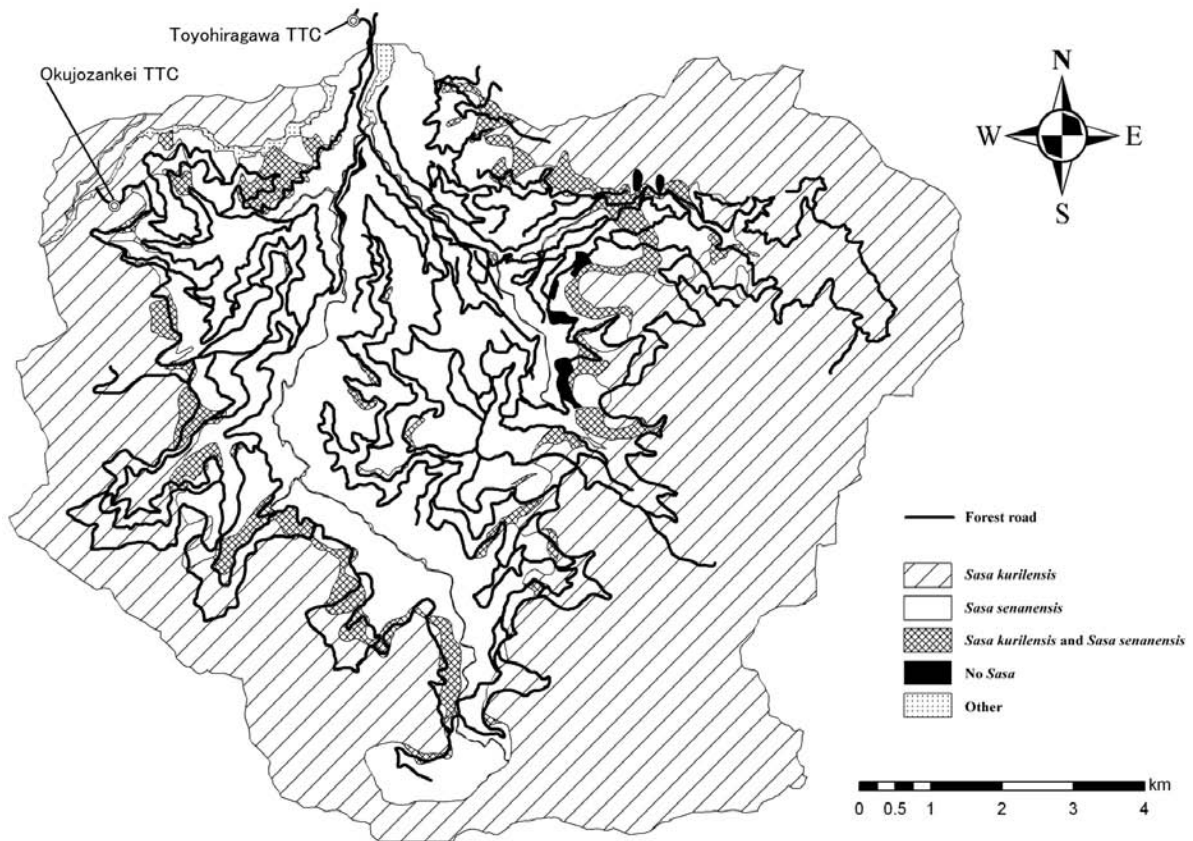 Toyohiragawa TTC
Okujozankei TTC
N
W E
S
Forest road
Sasa kurilensis
Sasa senanensis
Sasa kurilensis and Sasa senanensis
No Sasa
Other
km
0 0.5 1 2 3 4